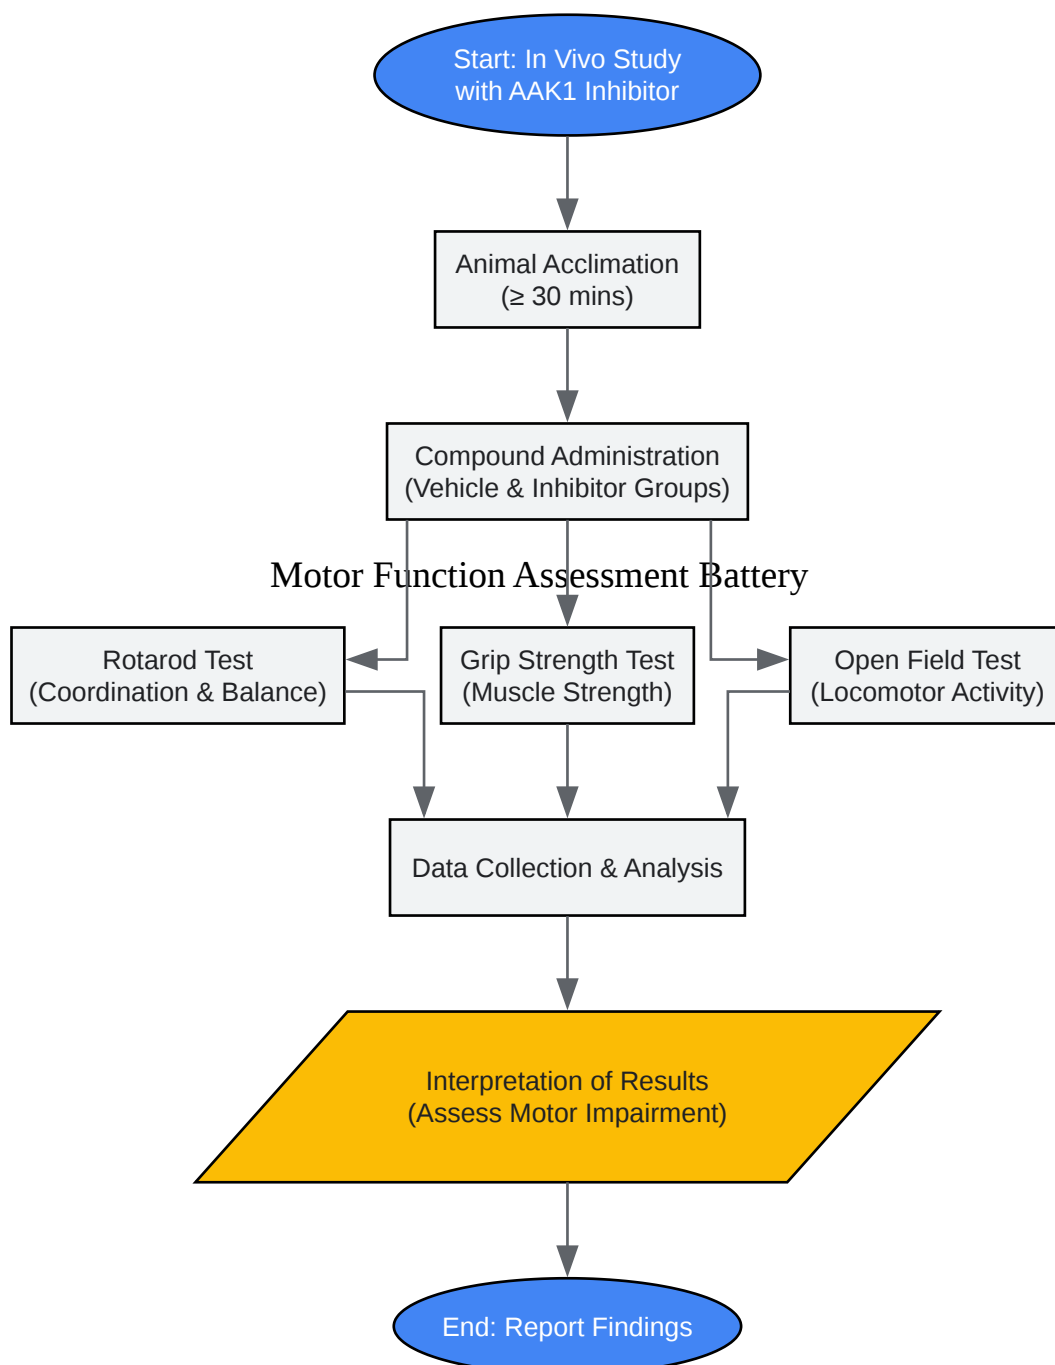 Start: In Vivo Study
with AAK1 Inhibitor
Animal Acclimation
(≥ 30 mins)
Compound Administration
(Vehicle & Inhibitor Groups)
Motor Function Assessment Battery
Rotarod Test
(Coordination & Balance)
Grip Strength Test
(Muscle Strength)
Open Field Test
(Locomotor Activity)
Data Collection & Analysis
Interpretation of Results
(Assess Motor Impairment)
End: Report Findings